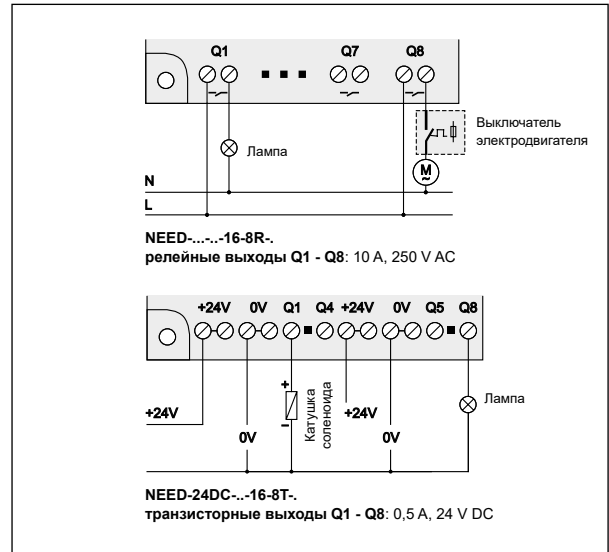 Q1 Q7 Q8
Выключатель
электродвигателя
Лампа
M
~
N
L
NEED-...-..-16-8R-.
релейные выходы Q1 - Q8: 10 A, 250 V AC
+24V 0V Q1 Q4 +24V 0V Q5 Q8
+
Катушка
соленоида
–
Лампа
+24V
+24V
0V
0V
NEED-24DC-..-16-8T-.
транзисторные выходы Q1 - Q8: 0,5 A, 24 V DC